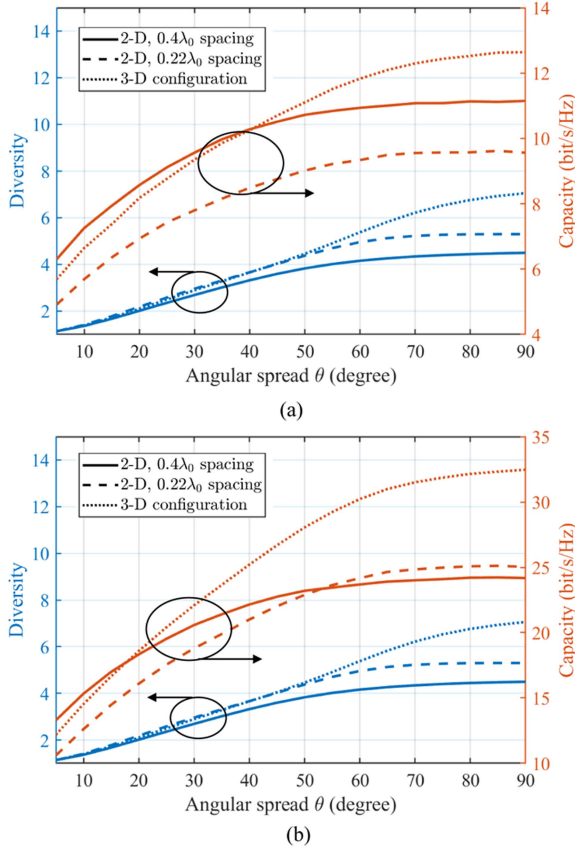 14
12
10
8
6
4
2
Diversity
2-D, 0.4λ₀ spacing
2-D, 0.22λ₀ spacing
3-D configuration
14
12
10
8
6
4
Capacity (bit/s/Hz)
10 20 30 40 50 60 70 80 90
Angular spread θ (degree)
(a)
14
12
10
8
6
4
2
Diversity
2-D, 0.4λ₀ spacing
2-D, 0.22λ₀ spacing
3-D configuration
35
30
25
20
15
10
Capacity (bit/s/Hz)
10 20 30 40 50 60 70 80 90
Angular spread θ (degree)
(b)